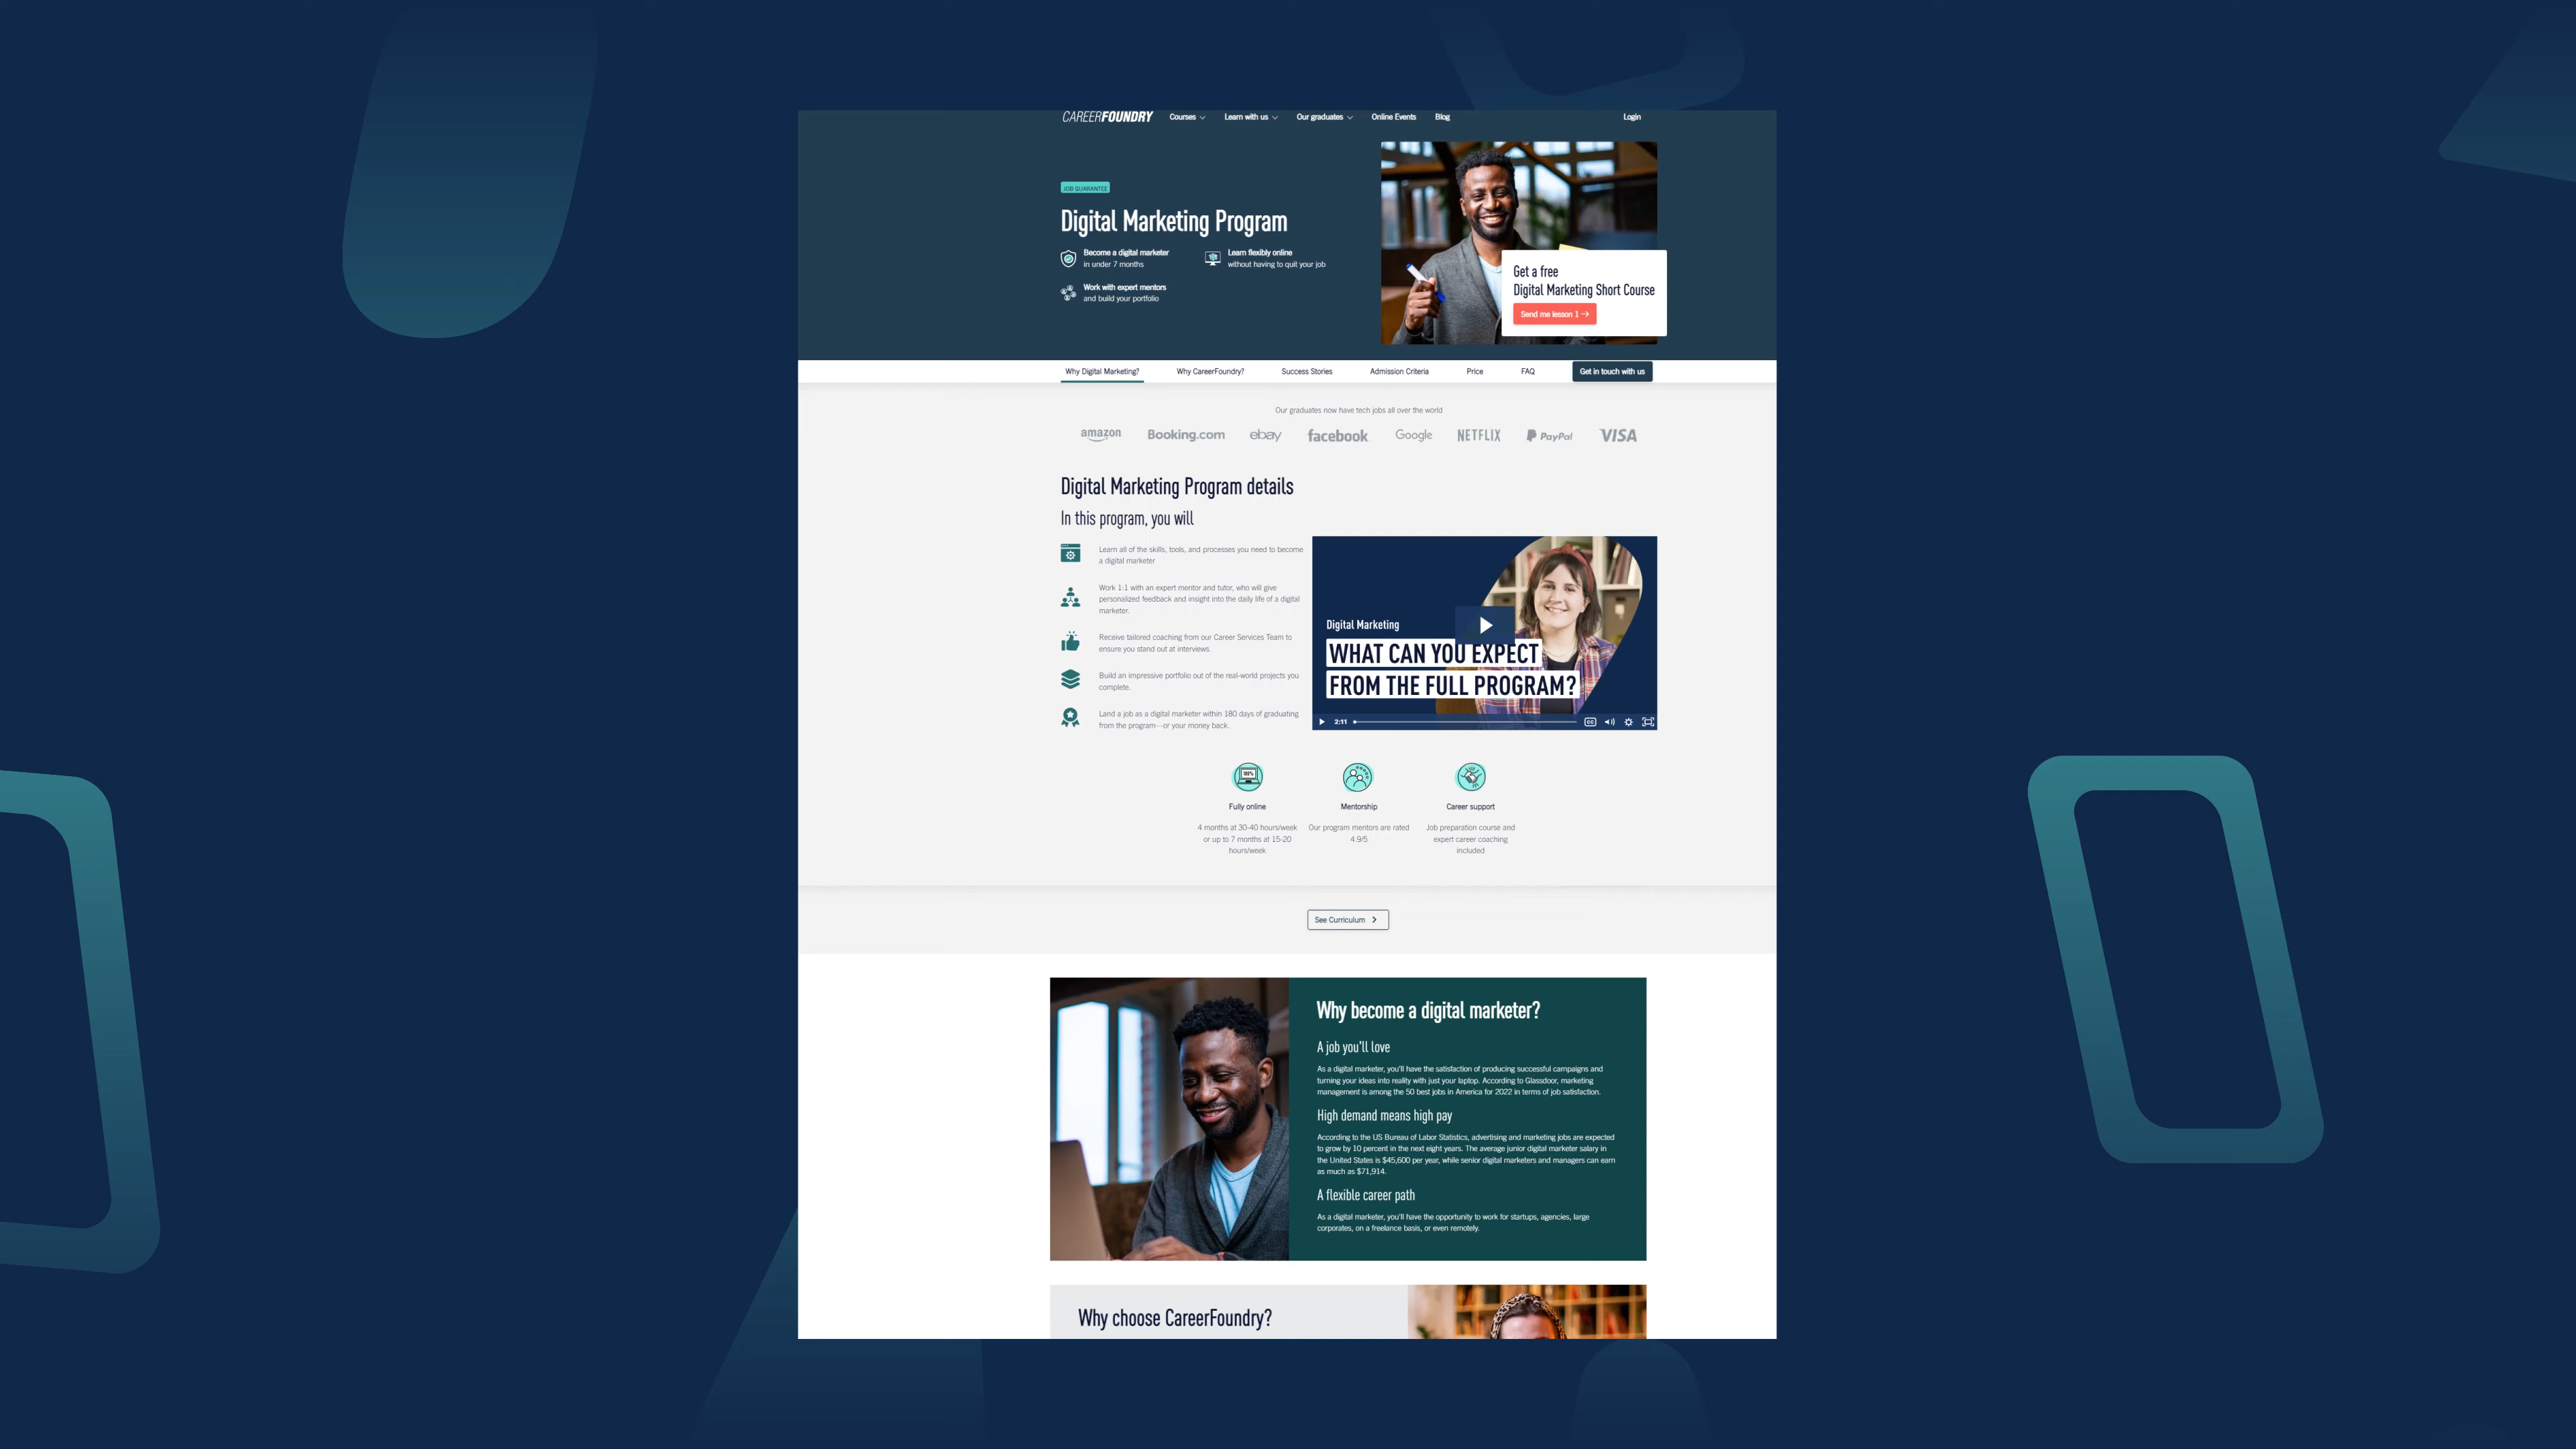 CAREERFOUNDRY Courses Learn with us Our graduates Online Events Blog Login
JOB GUARANTEE
Digital Marketing Program
Become a digital marketer
in under 7 months
Learn flexibly online
without having to quit your job
Work with expert mentors
and build your portfolio
Get a free
Digital Marketing Short Course
Send me lesson 1 →
Why Digital Marketing? Why CareerFoundry? Success Stories Admission Criteria Price FAQ Get in touch with us
Our graduates now have tech jobs all over the world
amazon Booking.com ebay facebook Google NETFLIX PayPal VISA
Digital Marketing Program details
In this program, you will
Learn all of the skills, tools, and processes you need to become
a digital marketer
Work 1:1 with an expert mentor and tutor, who will give
personalized feedback and insight into the daily life of a digital
marketer.
Receive tailored coaching from our Career Services Team to
ensure you stand out at interviews.
Build an impressive portfolio out of the real-world projects you
complete.
Land a job as a digital marketer within 180 days of graduating
from the program—or your money back.
Digital Marketing
WHAT CAN YOU EXPECT
FROM THE FULL PROGRAM?
2:11
CC
100%
Fully online
4 months at 30-40 hours/week
or up to 7 months at 15-20
hours/week
Mentorship
Our program mentors are rated
4.9/5
Career support
Job preparation course and
expert career coaching
included
See Curriculum
Why become a digital marketer?
A job you'll love
As a digital marketer, you'll have the satisfaction of producing successful campaigns and
turning your ideas into reality with just your laptop. According to Glassdoor, marketing
management is among the 50 best jobs in America for 2022 in terms of job satisfaction.
High demand means high pay
According to the US Bureau of Labor Statistics, advertising and marketing jobs are expected
to grow by 10 percent in the next eight years. The average junior digital marketer salary in
the United States is $45,600 per year, while senior digital marketers and managers can earn
as much as $71,914.
A flexible career path
As a digital marketer, you'll have the opportunity to work for startups, agencies, large
corporates, on a freelance basis, or even remotely.
Why choose CareerFoundry?